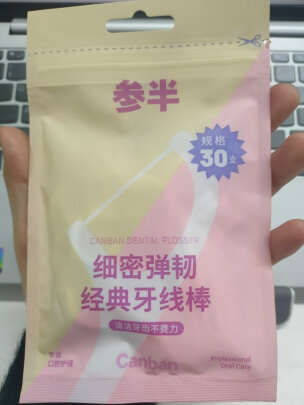 参半
规格
30支
CANBAN DENTAL FLOSSER
细密弹韧
经典牙线棒
清洁牙齿不费力
专业
口腔护理
Canban
Professional
Oral Care